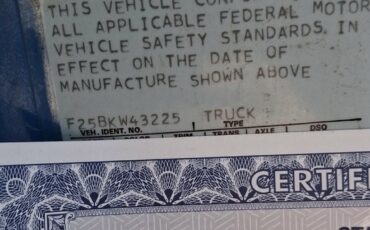 THIS VEHICLE
ALL APPLICABLE FEDERAL MOTOR
VEHICLE SAFETY STANDARDS IN
EFFECT ON THE DATE OF
MANUFACTURE SHOWN ABOVE
F25BKW43225 TRUCK
VEH. IDENT. NO. TYPE
COLOR TRIM TRANS AXLE DSO
CERTIF